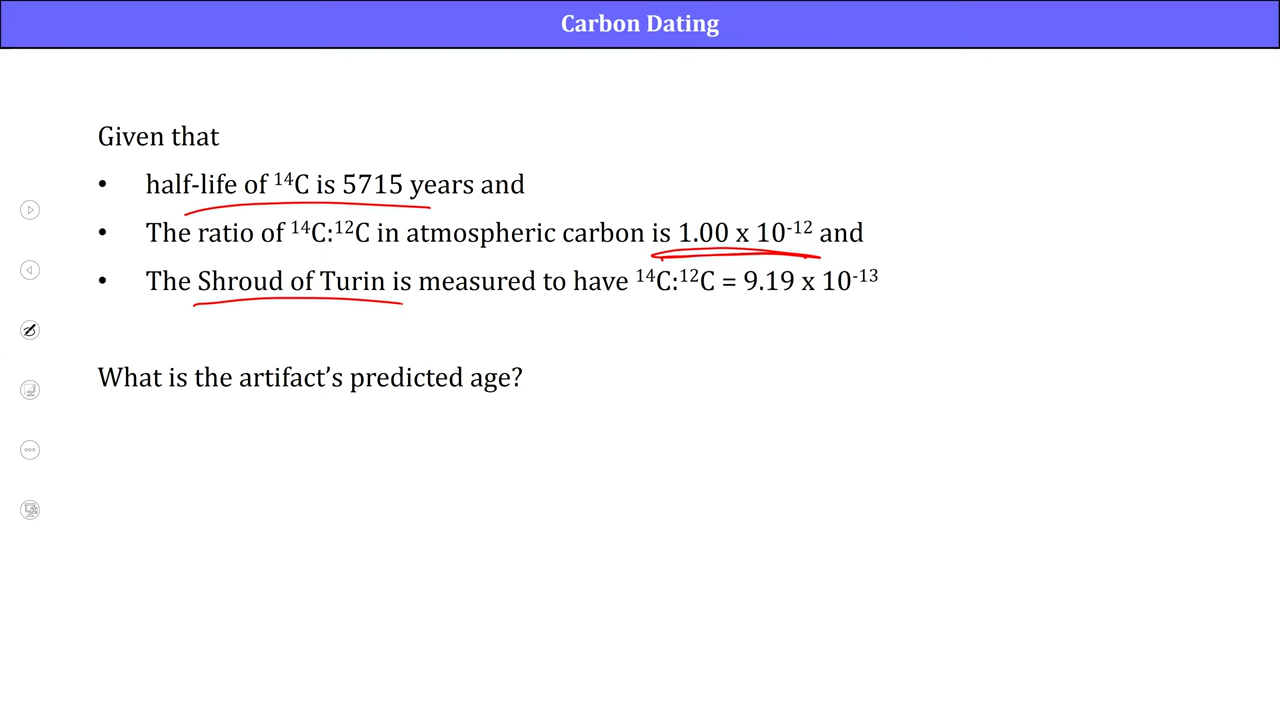 Carbon Dating
Given that
• half-life of ¹⁴C is 5715 years and
• The ratio of ¹⁴C:¹²C in atmospheric carbon is 1.00 x 10⁻¹² and
• The Shroud of Turin is measured to have ¹⁴C:¹²C = 9.19 x 10⁻¹³
What is the artifact’s predicted age?